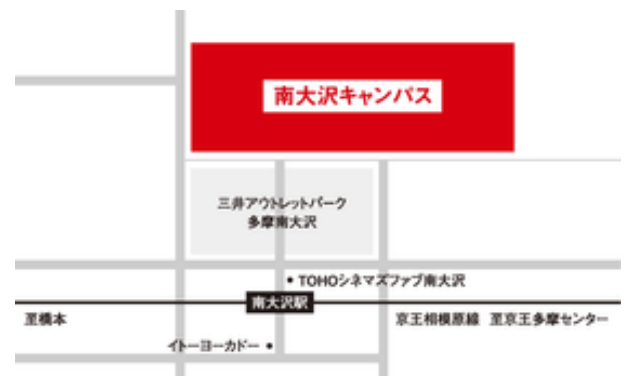 南大沢キャンパス
三井アウトレットパーク
多摩南大沢
• TOHOシネマズファブ南大沢
南大沢駅
至橋本
京王相模原線 至京王多摩センター
イトーヨーカドー •